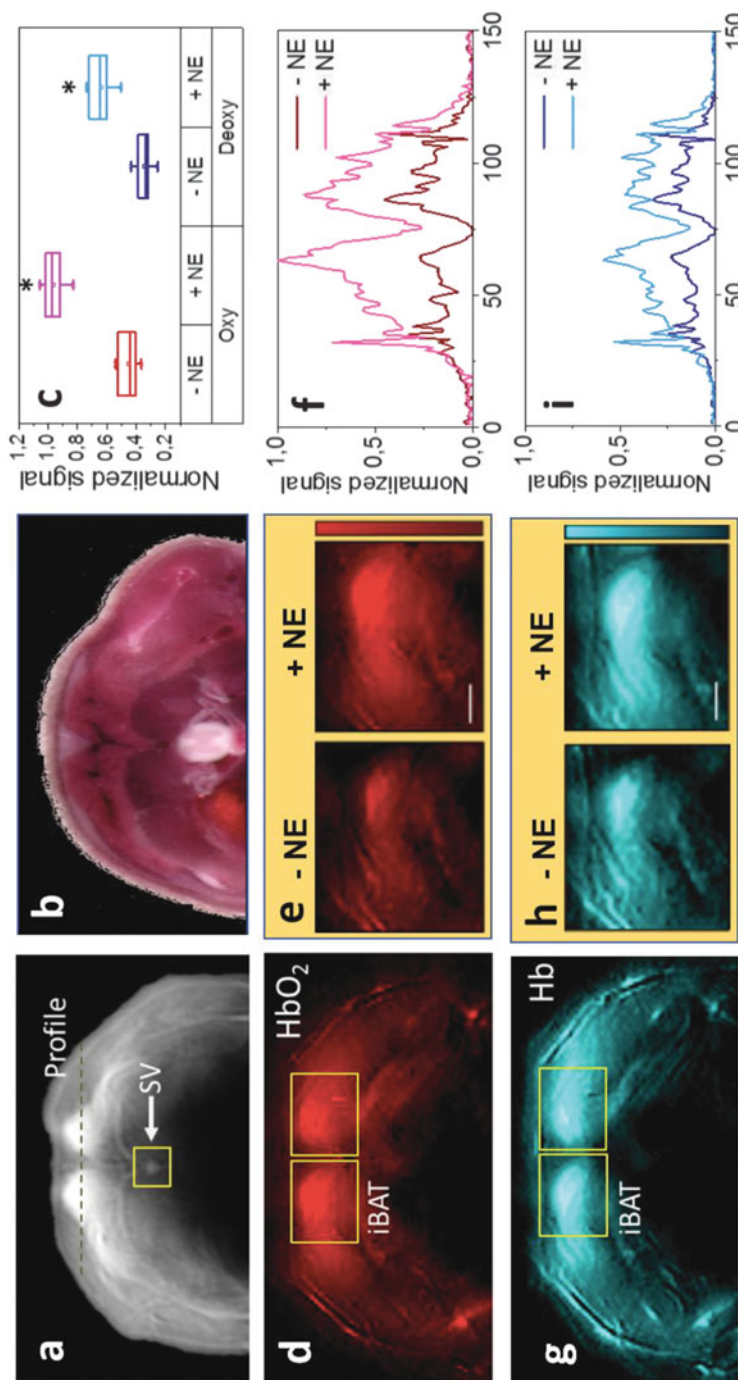 a
Profile
SV
b
c
Normalized signal
1,2
1,0
0,8
0,6
0,4
0,2
*
*
- NE
+ NE
- NE
+ NE
Oxy
Deoxy
d
HbO₂
iBAT
e
- NE
+ NE
f
Normalized signal
1,0
0,5
0,0
- NE
+ NE
0
50
100
150
g
Hb
iBAT
h
- NE
+ NE
i
Normalized signal
1,0
0,5
0,0
- NE
+ NE
0
50
100
150